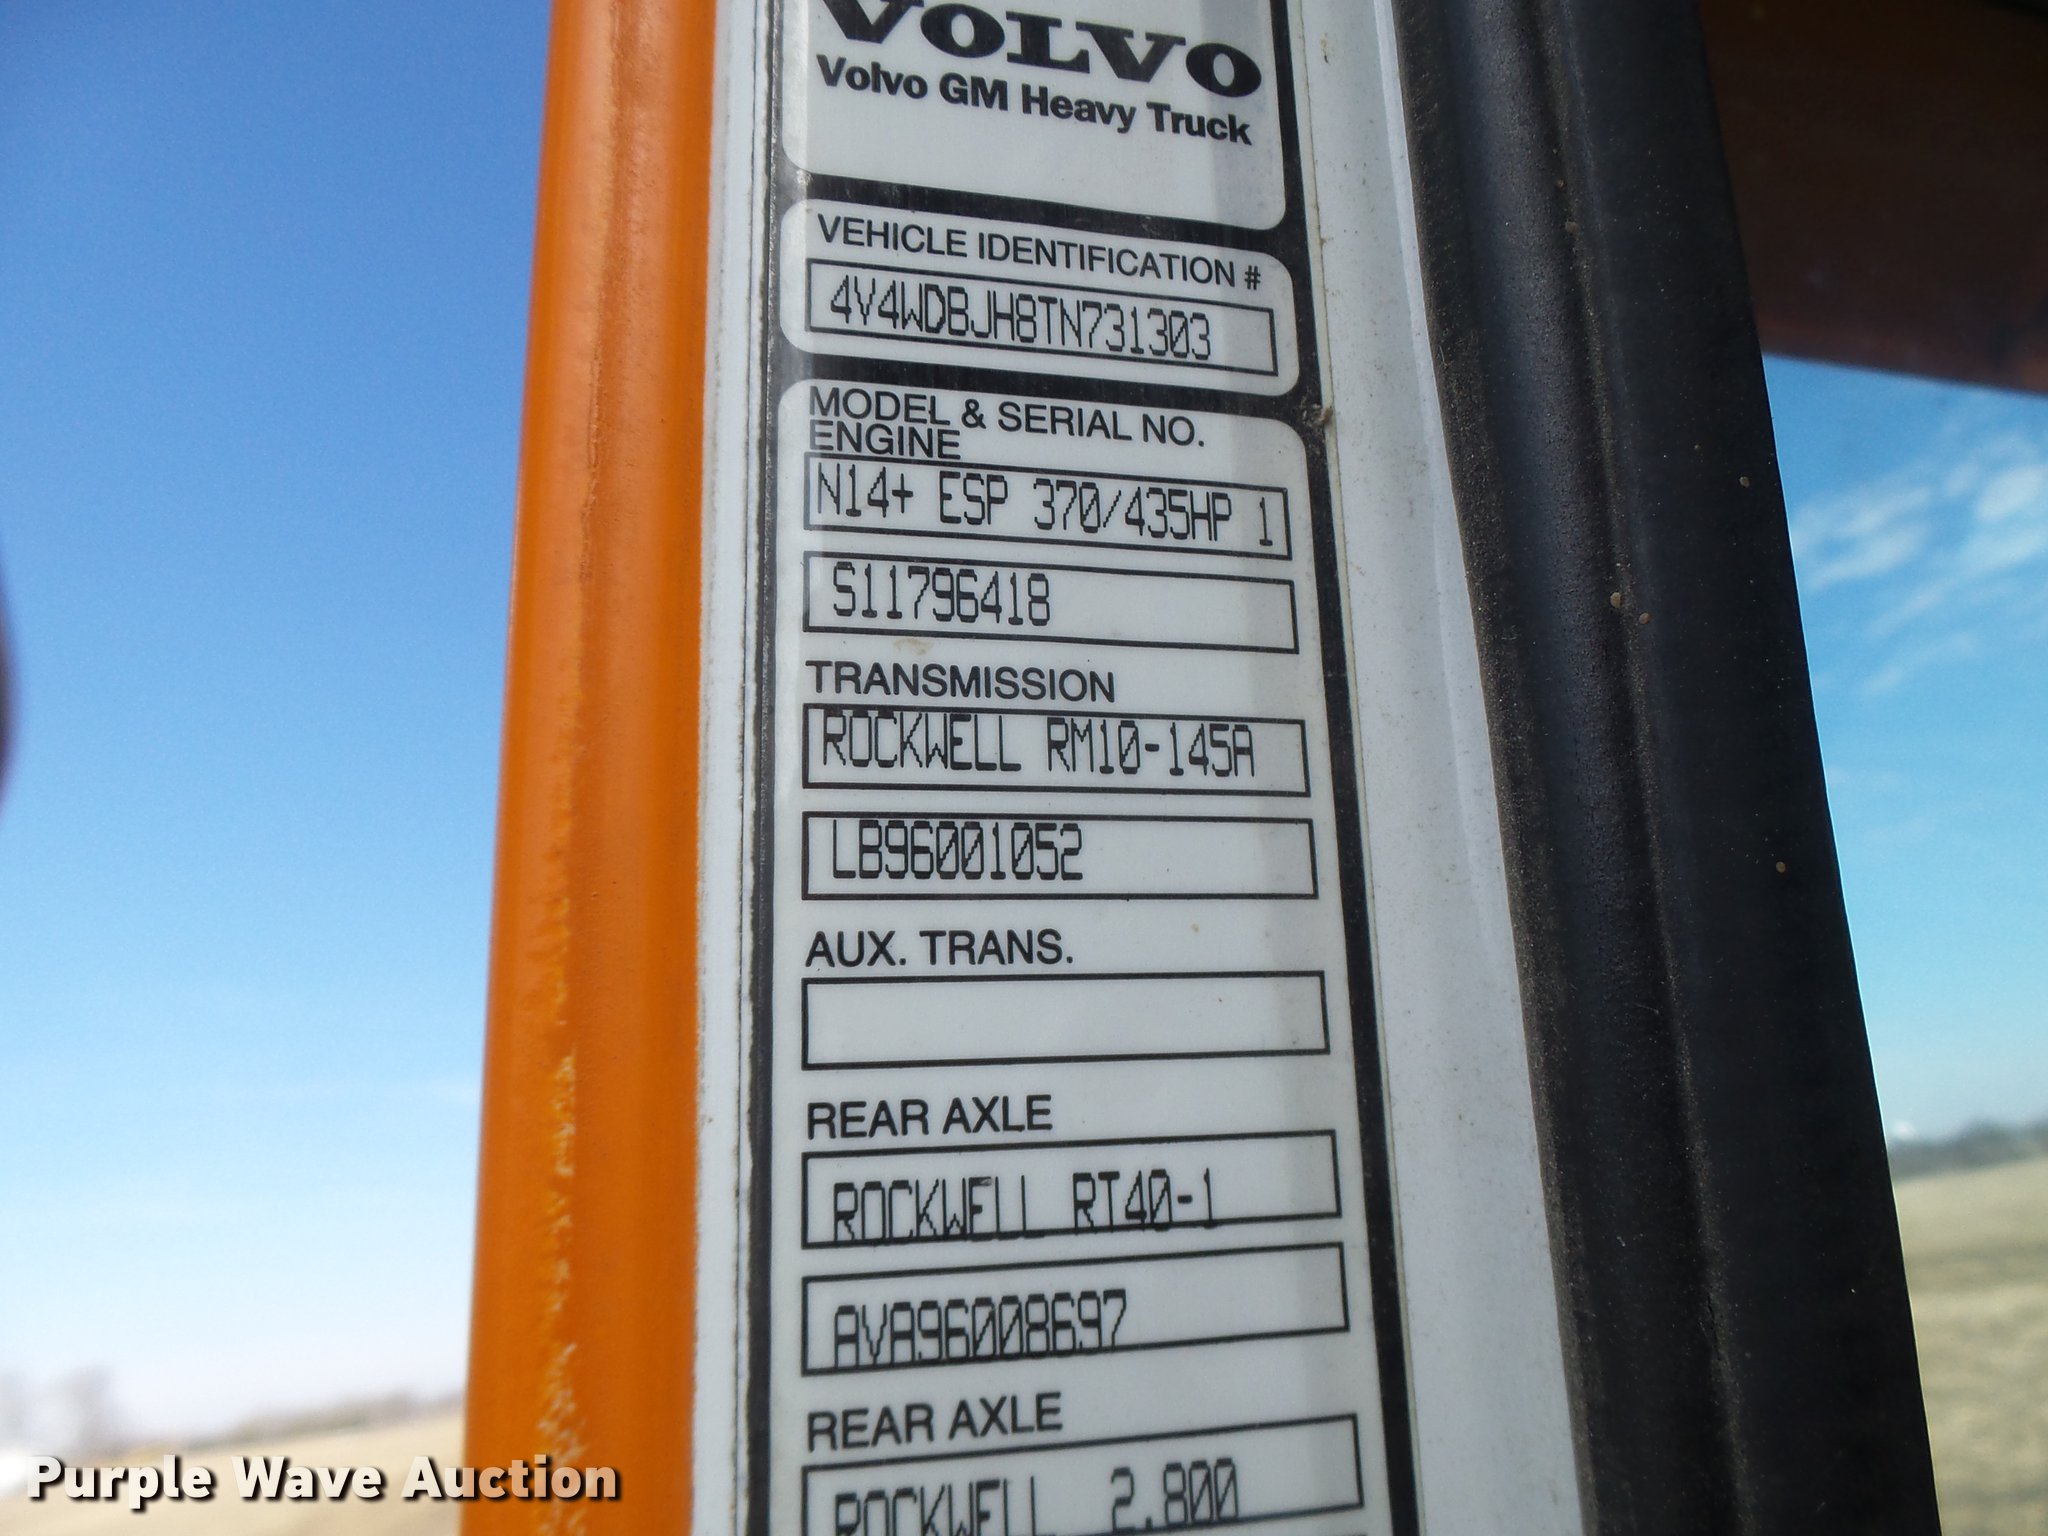 VOLVO
Volvo GM Heavy Truck
VEHICLE IDENTIFICATION #
4V4WDBJH8TN731303
MODEL & SERIAL NO.
ENGINE
N14+ ESP 370/435HP 1
S11796418
TRANSMISSION
ROCKWELL RM10-145A
LB96001052
AUX. TRANS.
REAR AXLE
ROCKWELL RT40-1
AVA96008697
REAR AXLE
ROCKWELL 2.800
Purple Wave Auction